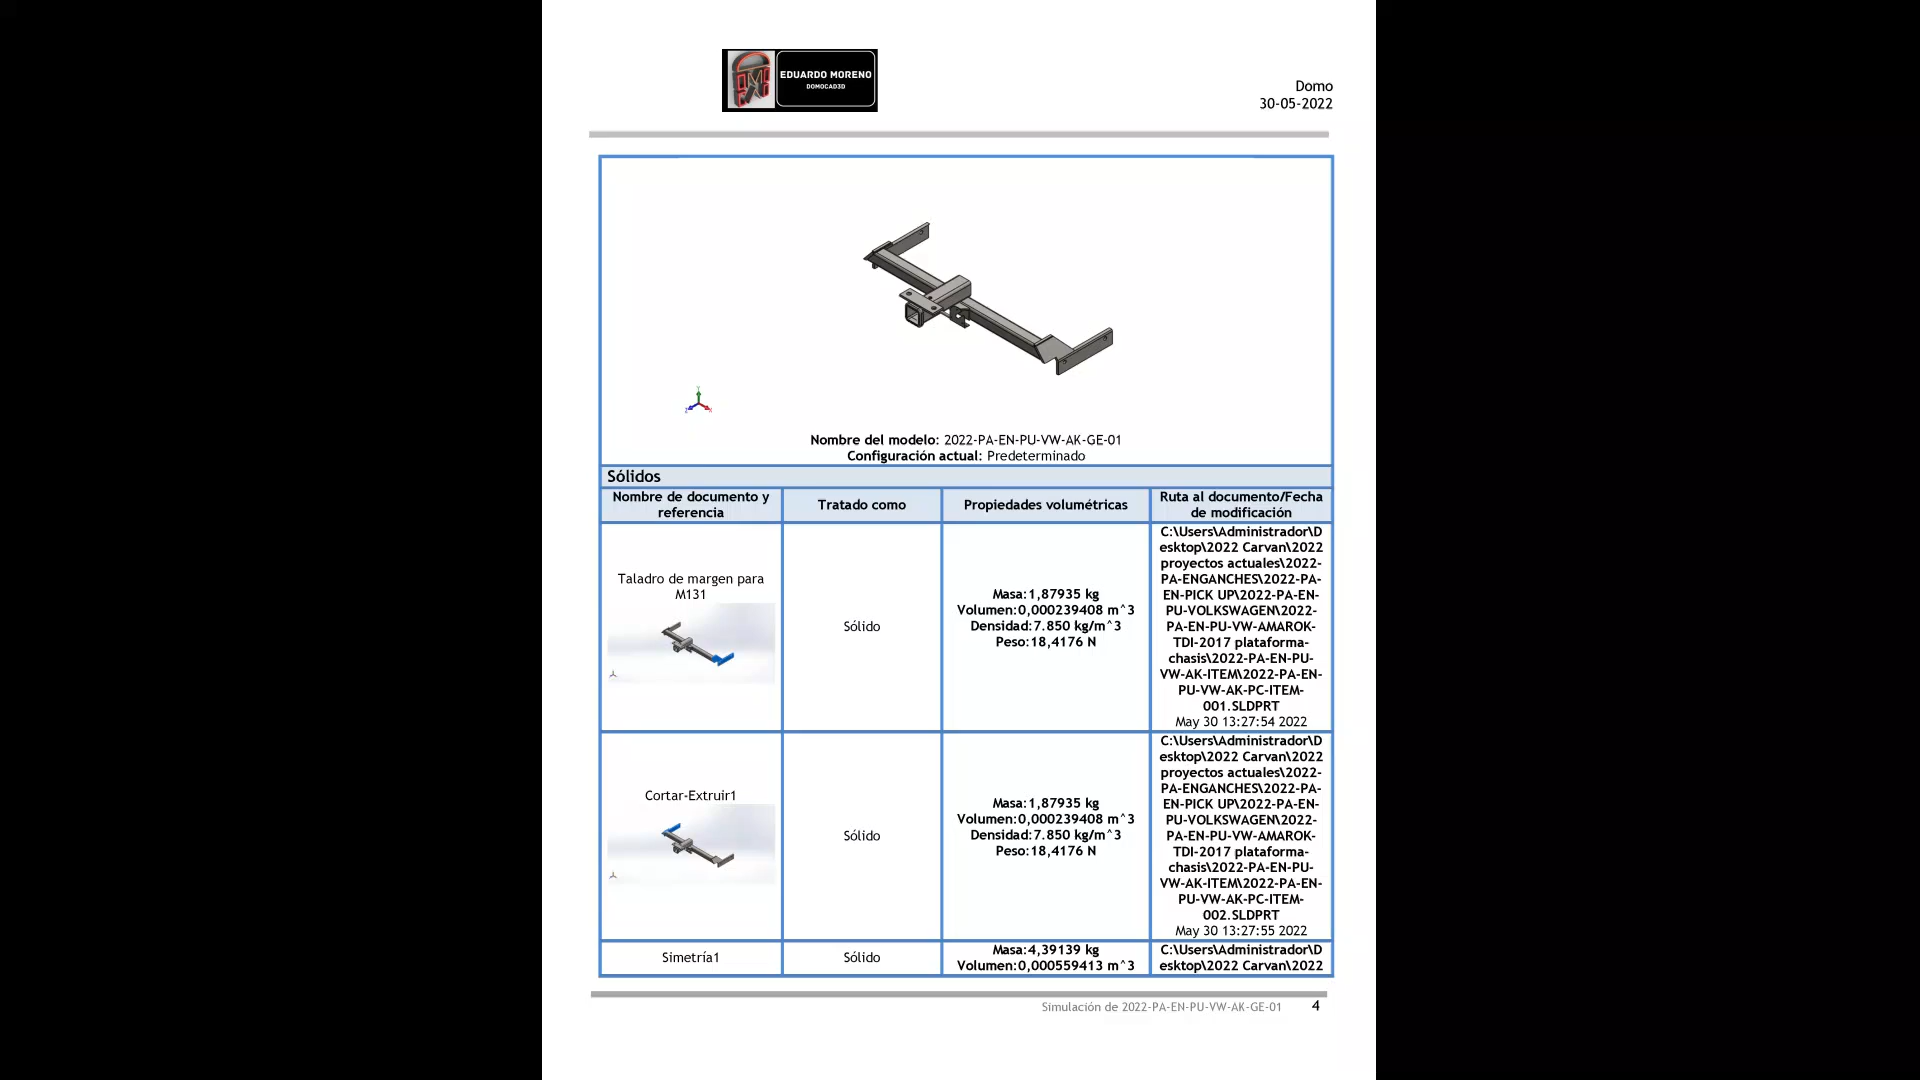 EDUARDO MORENO
DOMOCAD3D
Domo
30-05-2022
Nombre del modelo: 2022-PA-EN-PU-VW-AK-GE-01
Configuración actual: Predeterminado
Sólidos
Nombre de documento y
referencia
Tratado como
Propiedades volumétricas
Ruta al documento/Fecha
de modificación
Taladro de margen para
M131
Sólido
Masa:1,87935 kg
Volumen:0,000239408 m^3
Densidad:7.850 kg/m^3
Peso:18,4176 N
C:\Users\Administrador\D
esktop\2022 Carvan\2022
proyectos actuales\2022-
PA-ENGANCHES\2022-PA-
EN-PICK UP\2022-PA-EN-
PU-VOLKSWAGEN\2022-
PA-EN-PU-VW-AMAROK-
TDI-2017 plataforma-
chasis\2022-PA-EN-PU-
VW-AK-ITEM\2022-PA-EN-
PU-VW-AK-PC-ITEM-
001.SLDPRT
May 30 13:27:54 2022
Cortar-Extruir1
Sólido
Masa:1,87935 kg
Volumen:0,000239408 m^3
Densidad:7.850 kg/m^3
Peso:18,4176 N
C:\Users\Administrador\D
esktop\2022 Carvan\2022
proyectos actuales\2022-
PA-ENGANCHES\2022-PA-
EN-PICK UP\2022-PA-EN-
PU-VOLKSWAGEN\2022-
PA-EN-PU-VW-AMAROK-
TDI-2017 plataforma-
chasis\2022-PA-EN-PU-
VW-AK-ITEM\2022-PA-EN-
PU-VW-AK-PC-ITEM-
002.SLDPRT
May 30 13:27:55 2022
Simetría1
Sólido
Masa:4,39139 kg
Volumen:0,000559413 m^3
C:\Users\Administrador\D
esktop\2022 Carvan\2022
Simulación de 2022-PA-EN-PU-VW-AK-GE-01 4